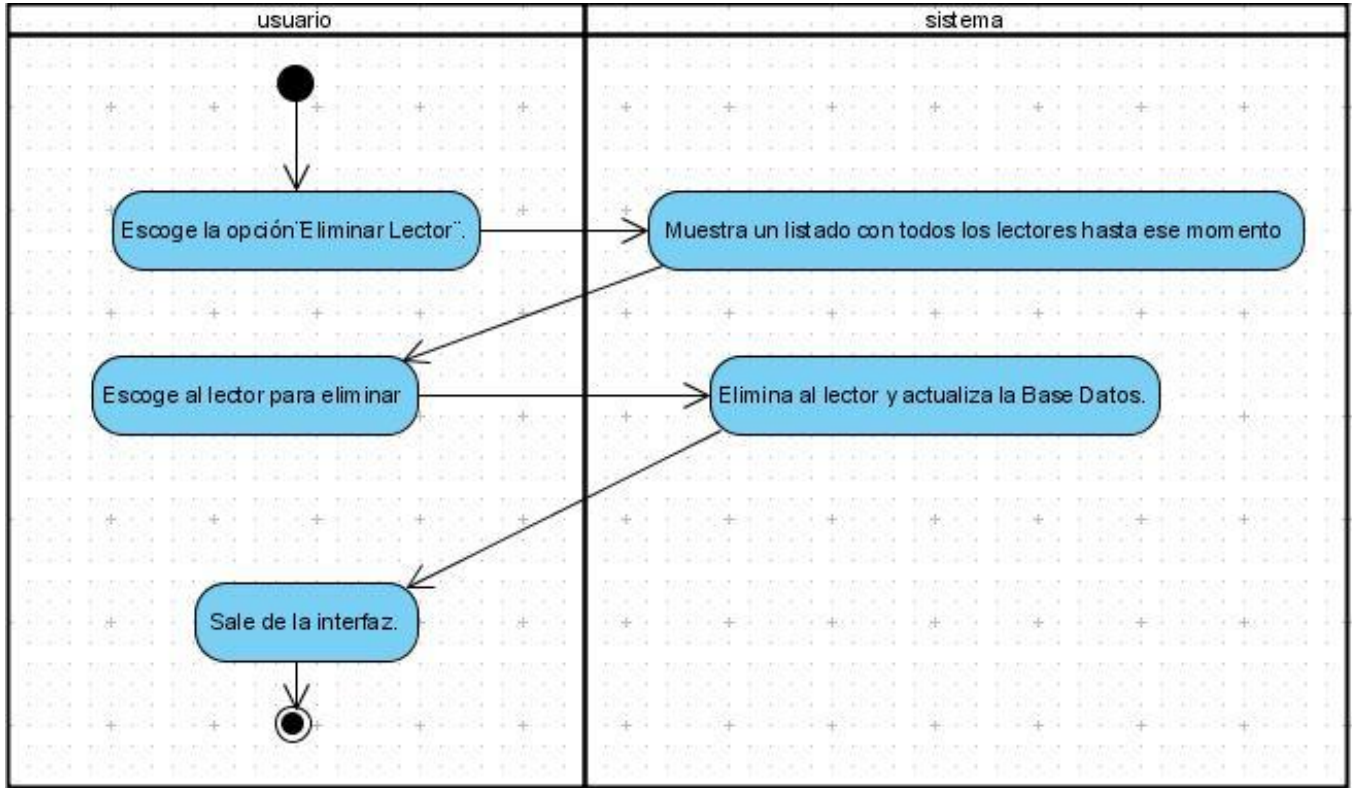 usuario
sistema
Escoge la opción¨Eliminar Lector¨.
Muestra un listado con todos los lectores hasta ese momento
Escoge al lector para eliminar
Elimina al lector y actualiza la Base Datos.
Sale de la interfaz.